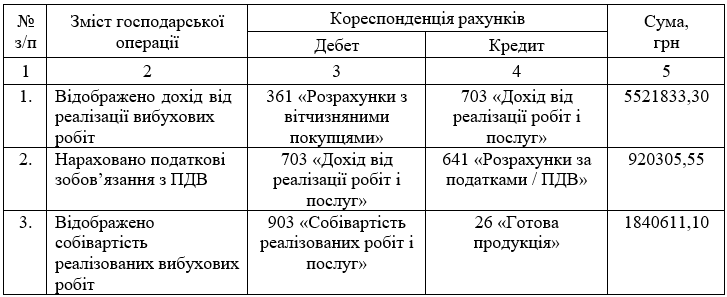 № з/п
Зміст господарської операції
Кореспонденція рахунків
Сума, грн
Дебет
Кредит
1 2 3 4 5
1.
Відображено дохід від
реалізації вибухових
робіт
361 «Розрахунки з
вітчизняними
покупцями»
703 «Дохід від
реалізації робіт і
послуг»
5521833,30
2.
Нараховано податкові
зобов’язання з ПДВ
703 «Дохід від
реалізації робіт і
послуг»
641 «Розрахунки за
податками / ПДВ»
920305,55
3.
Відображено
собівартість
реалізованих вибухових
робіт
903 «Собівартість
реалізованих робіт і
послуг»
26 «Готова
продукція»
1840611,10